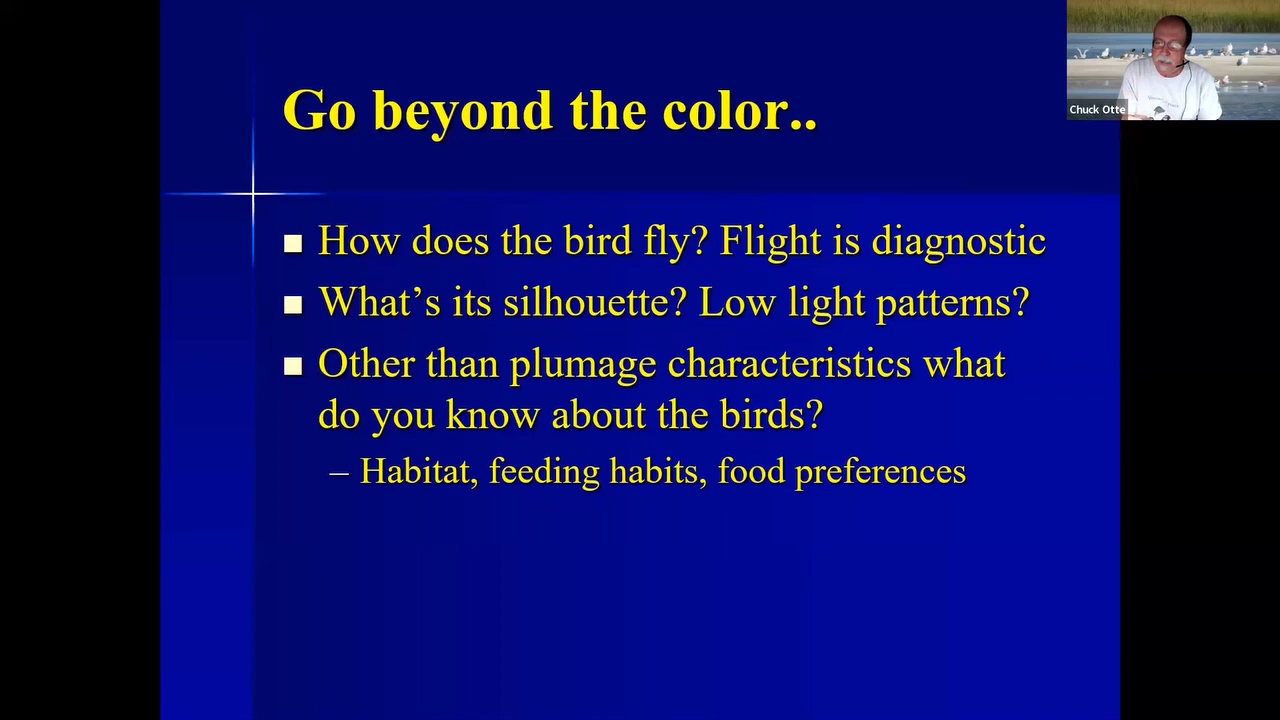 Go beyond the color..
Chuck Otte
■ How does the bird fly? Flight is diagnostic
■ What’s its silhouette? Low light patterns?
■ Other than plumage characteristics what
do you know about the birds?
– Habitat, feeding habits, food preferences